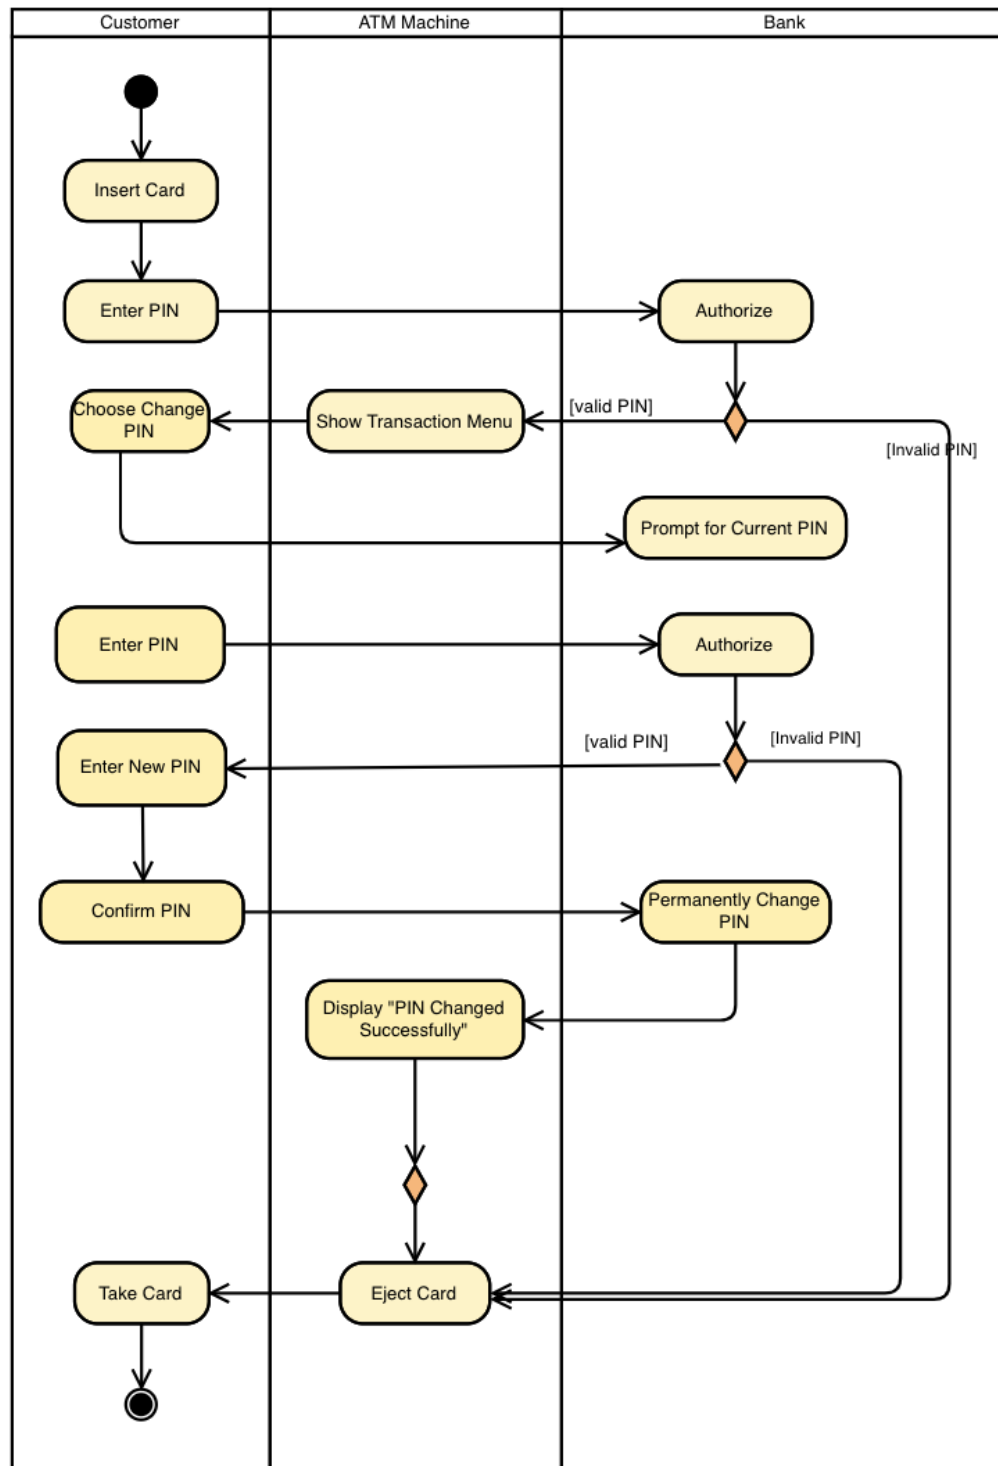 Customer
ATM Machine
Bank
Insert Card
Enter PIN
Authorize
Choose Change
PIN
Show Transaction Menu
[valid PIN]
[Invalid PIN]
Prompt for Current PIN
Enter PIN
Authorize
Enter New PIN
[valid PIN]
[Invalid PIN]
Confirm PIN
Permanently Change
PIN
Display "PIN Changed
Successfully"
Take Card
Eject Card